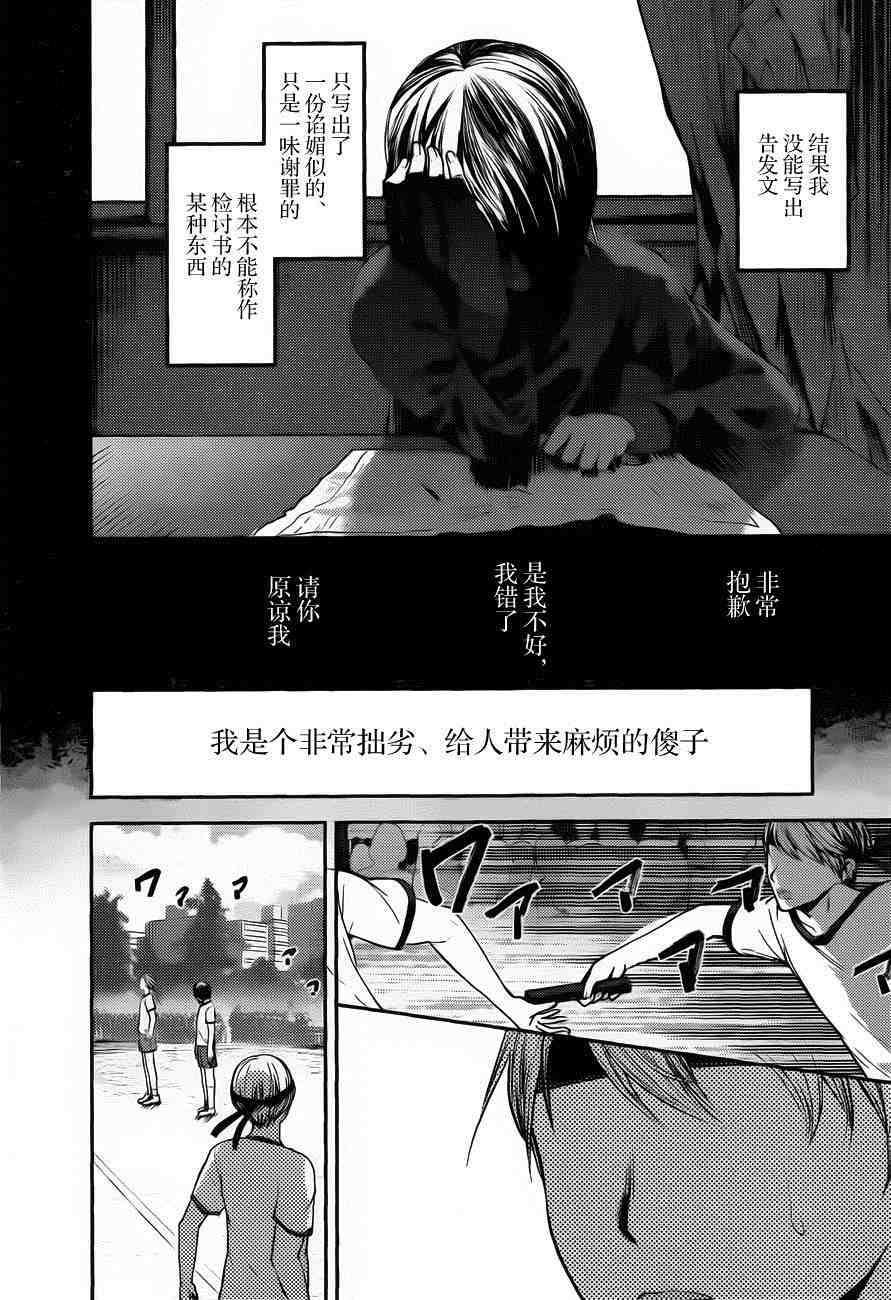 结果我
没能写出
告发文
只写出了
一份谄媚似的、
只是一味谢罪的
根本不能称作
检讨书的
某种东西
非常
抱歉
是我不好,
我错了
请你
原谅我
我是个非常拙劣、给人带来麻烦的傻子
ワァ
ワァ
ワァ
ワァ